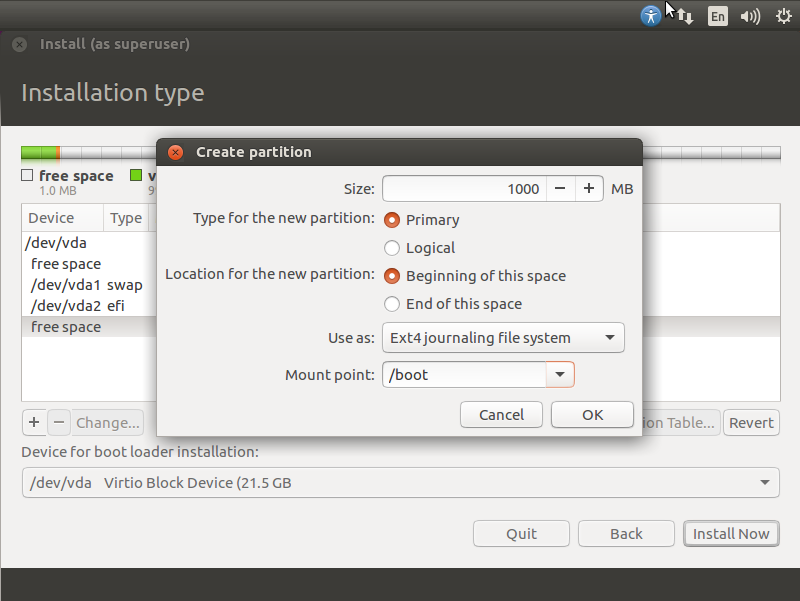 En
Install (as superuser)
Installation type
Create partition
free space
1.0 MB
Device Type
/dev/vda
free space
/dev/vda1 swap
/dev/vda2 efi
free space
Size: 1000 − + MB
Type for the new partition: Primary
Logical
Location for the new partition: Beginning of this space
End of this space
Use as: Ext4 journaling file system
Mount point: /boot
Cancel OK
+ − Change... ion Table... Revert
Device for boot loader installation:
/dev/vda Virtio Block Device (21.5 GB
Quit Back Install Now